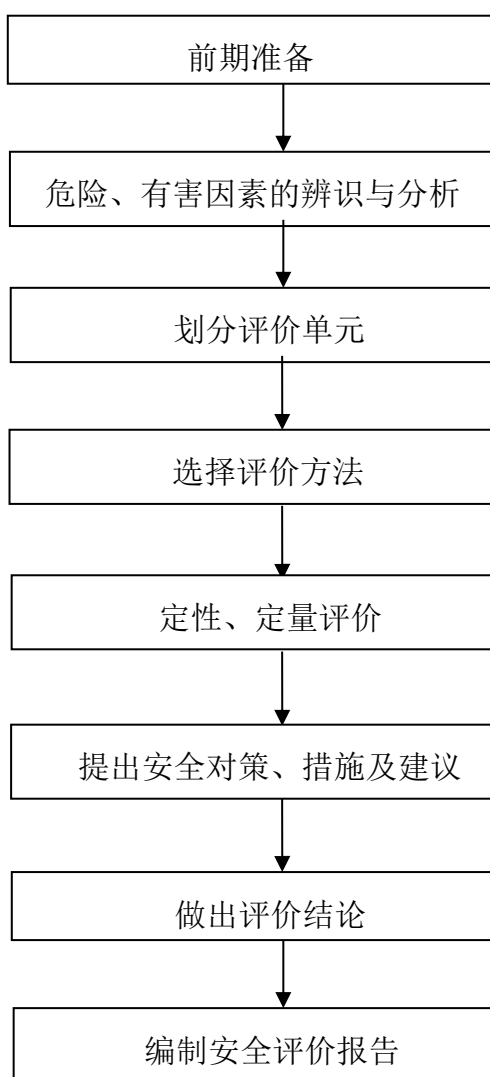 前期准备
危险、有害因素的辨识与分析
划分评价单元
选择评价方法
定性、定量评价
提出安全对策、措施及建议
做出评价结论
编制安全评价报告